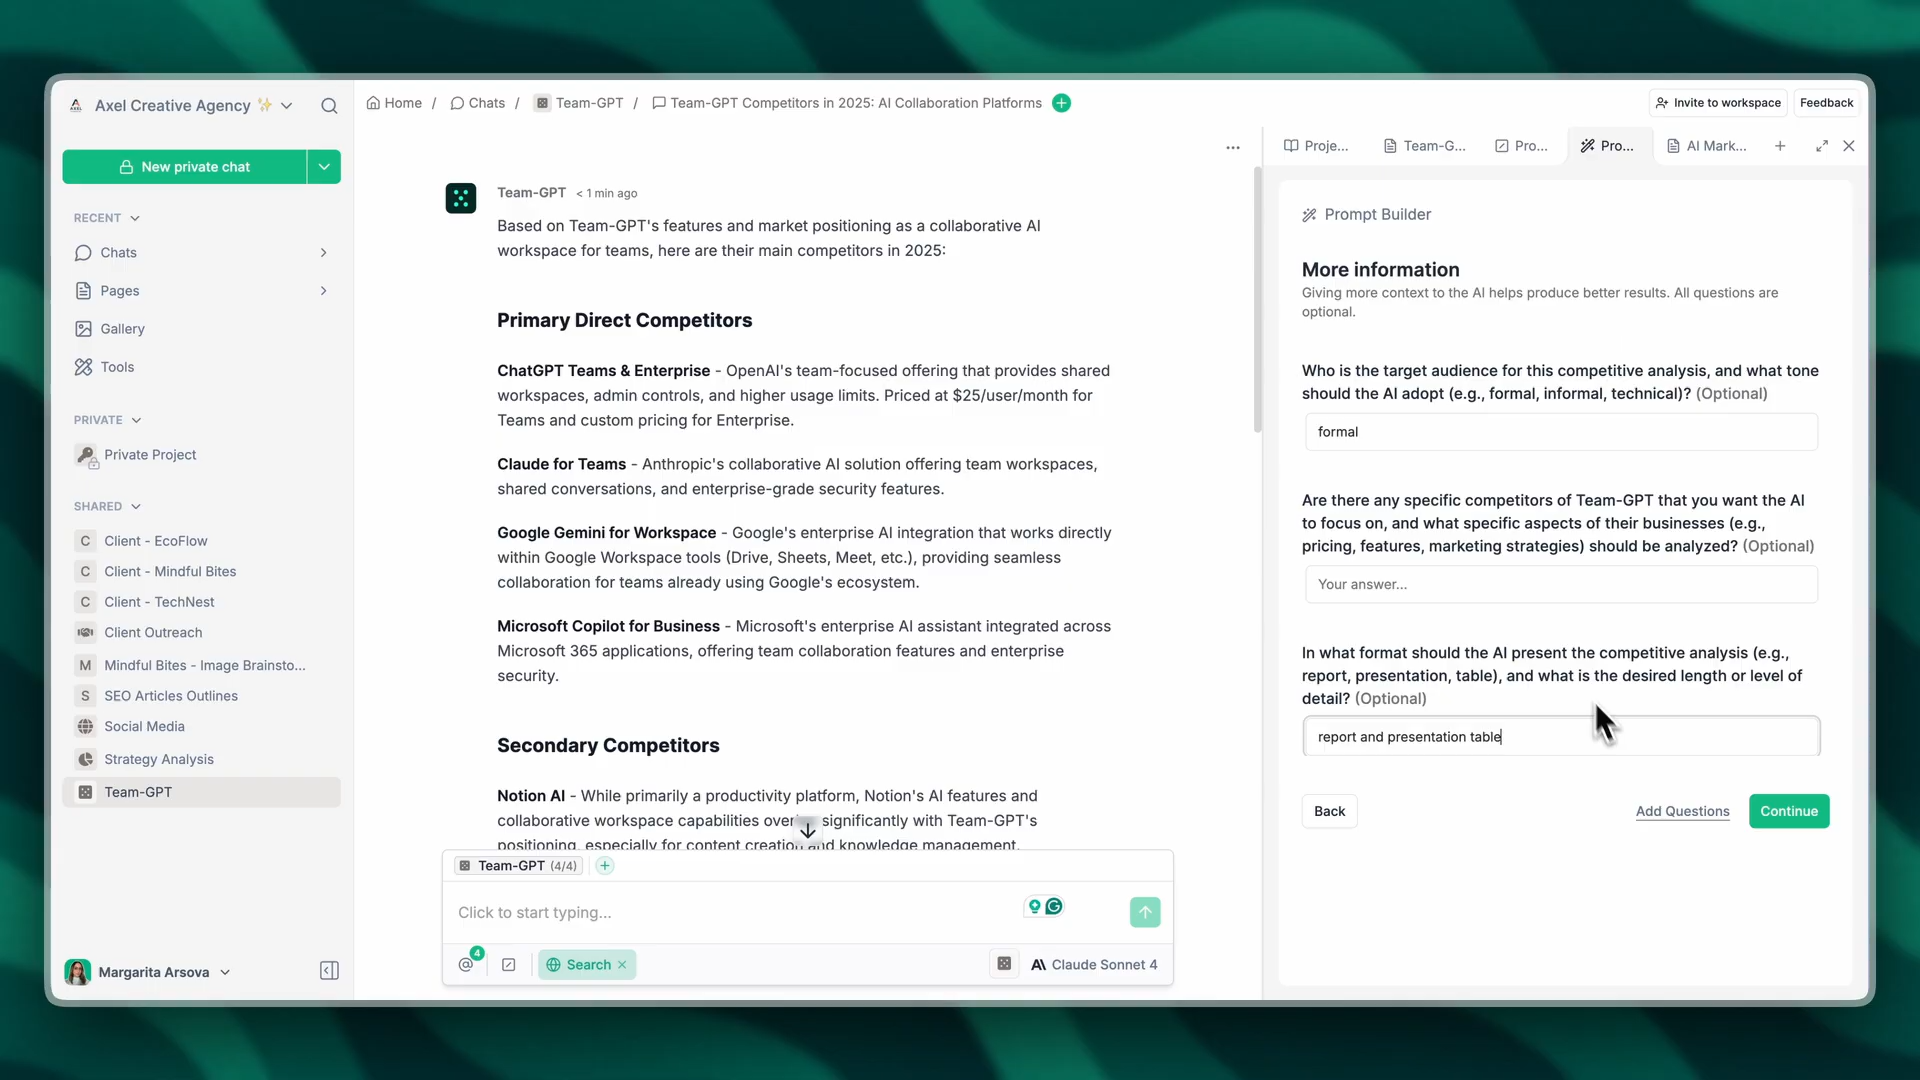 Axel Creative Agency ✨
New private chat
RECENT
Chats
Pages
Gallery
Tools
PRIVATE
Private Project
SHARED
C Client - EcoFlow
C Client - Mindful Bites
C Client - TechNest
Client Outreach
M Mindful Bites - Image Brainsto...
S SEO Articles Outlines
Social Media
Strategy Analysis
Team-GPT
Margarita Arsova
Home / Chats / Team-GPT / Team-GPT Competitors in 2025: AI Collaboration Platforms
Invite to workspace
Feedback
Team-GPT < 1 min ago
Based on Team-GPT's features and market positioning as a collaborative AI
workspace for teams, here are their main competitors in 2025:
Primary Direct Competitors
ChatGPT Teams & Enterprise - OpenAI's team-focused offering that provides shared
workspaces, admin controls, and higher usage limits. Priced at $25/user/month for
Teams and custom pricing for Enterprise.
Claude for Teams - Anthropic's collaborative AI solution offering team workspaces,
shared conversations, and enterprise-grade security features.
Google Gemini for Workspace - Google's enterprise AI integration that works directly
within Google Workspace tools (Drive, Sheets, Meet, etc.), providing seamless
collaboration for teams already using Google's ecosystem.
Microsoft Copilot for Business - Microsoft's enterprise AI assistant integrated across
Microsoft 365 applications, offering team collaboration features and enterprise
security.
Secondary Competitors
Notion AI - While primarily a productivity platform, Notion's AI features and
collaborative workspace capabilities significantly with Team-GPT's
positioning, especially for content creation and knowledge management.
Team-GPT (4/4)
Click to start typing...
4
Search
Claude Sonnet 4
Proje...
Team-G...
Pro...
Pro...
AI Mark...
Prompt Builder
More information
Giving more context to the AI helps produce better results. All questions are
optional.
Who is the target audience for this competitive analysis, and what tone
should the AI adopt (e.g., formal, informal, technical)? (Optional)
formal
Are there any specific competitors of Team-GPT that you want the AI
to focus on, and what specific aspects of their businesses (e.g.,
pricing, features, marketing strategies) should be analyzed? (Optional)
Your answer...
In what format should the AI present the competitive analysis (e.g.,
report, presentation, table), and what is the desired length or level of
detail? (Optional)
report and presentation table
Back
Add Questions
Continue